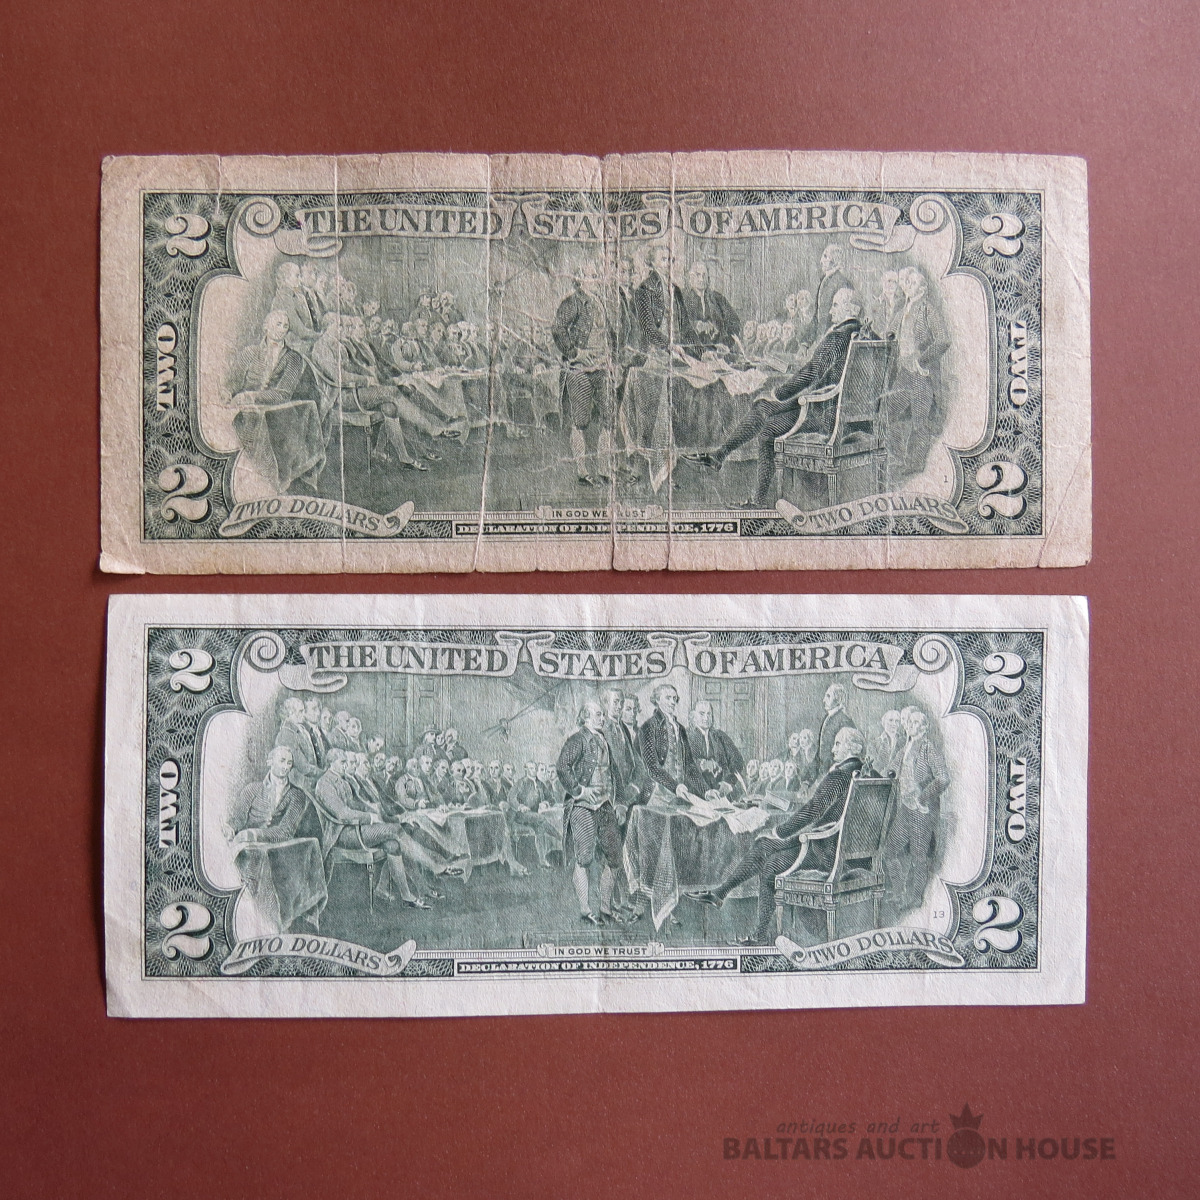 2 THE UNITED STATES OF AMERICA 2
TWO TWO
2 TWO DOLLARS IN GOD WE TRUST TWO DOLLARS 1 2
DECLARATION OF INDEPENDENCE, 1776
2 THE UNITED STATES OF AMERICA 2
TWO TWO
2 TWO DOLLARS IN GOD WE TRUST TWO DOLLARS 13 2
DECLARATION OF INDEPENDENCE, 1776
antiques and art
BALTARS AUCTION HOUSE